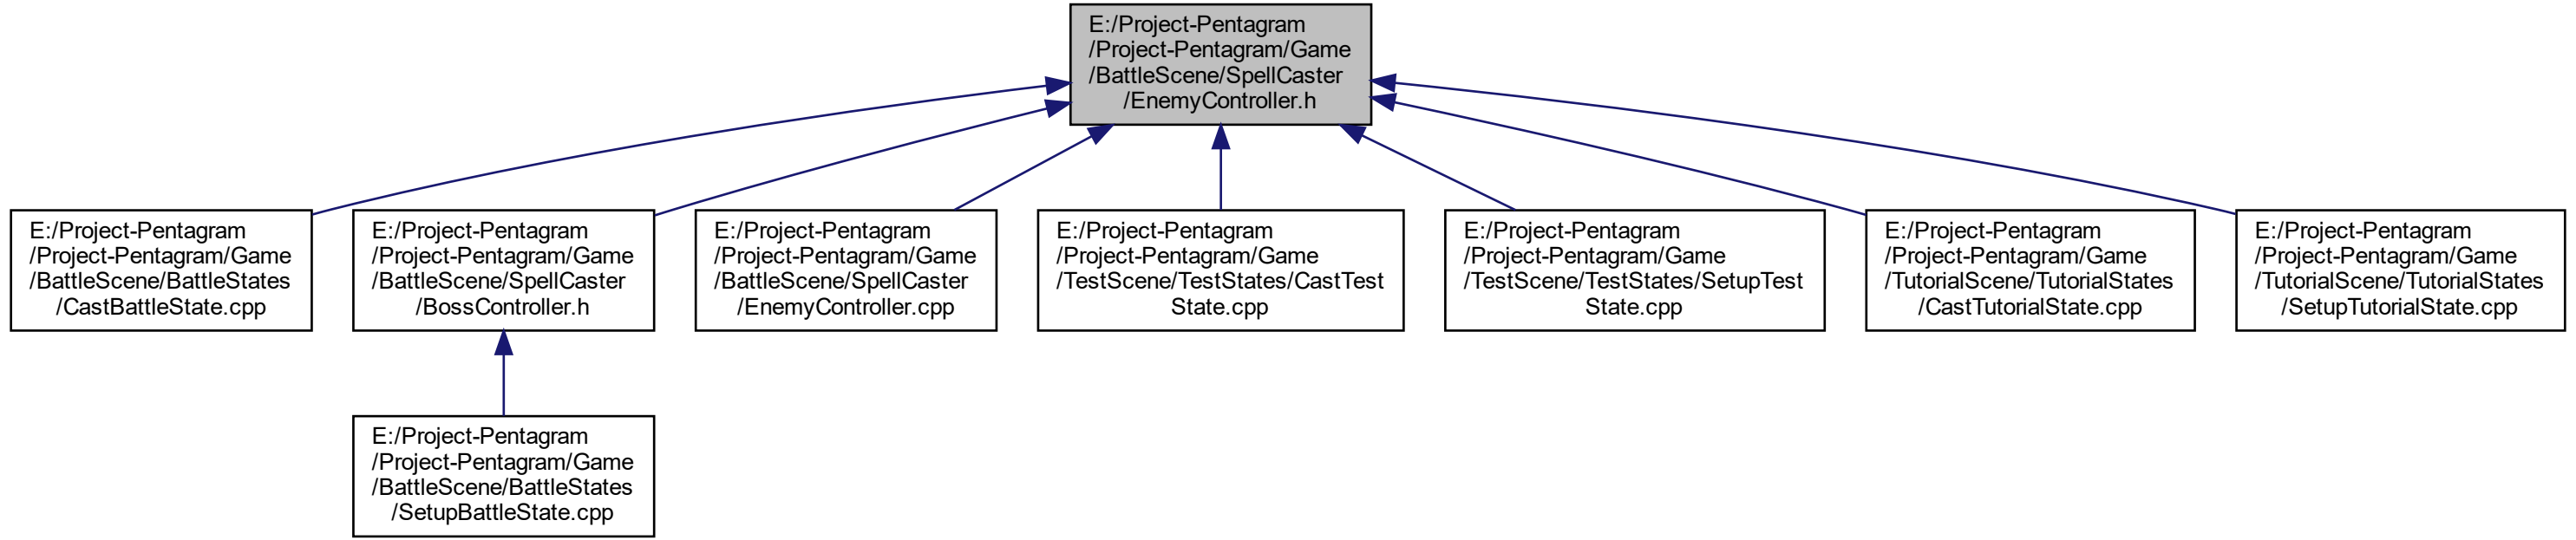 E:/Project-Pentagram
/Project-Pentagram/Game
/BattleScene/SpellCaster
/EnemyController.h
E:/Project-Pentagram
/Project-Pentagram/Game
/BattleScene/BattleStates
/CastBattleState.cpp
E:/Project-Pentagram
/Project-Pentagram/Game
/BattleScene/SpellCaster
/BossController.h
E:/Project-Pentagram
/Project-Pentagram/Game
/BattleScene/SpellCaster
/EnemyController.cpp
E:/Project-Pentagram
/Project-Pentagram/Game
/TestScene/TestStates/CastTest
State.cpp
E:/Project-Pentagram
/Project-Pentagram/Game
/TestScene/TestStates/SetupTest
State.cpp
E:/Project-Pentagram
/Project-Pentagram/Game
/TutorialScene/TutorialStates
/CastTutorialState.cpp
E:/Project-Pentagram
/Project-Pentagram/Game
/TutorialScene/TutorialStates
/SetupTutorialState.cpp
E:/Project-Pentagram
/Project-Pentagram/Game
/BattleScene/BattleStates
/SetupBattleState.cpp